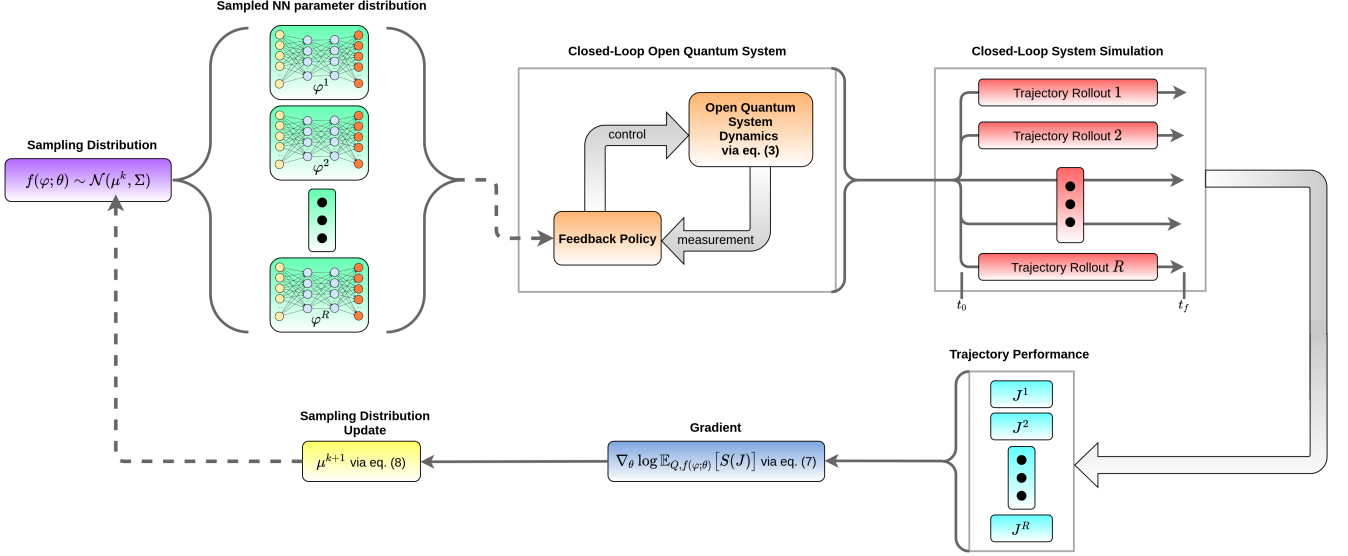 Sampled NN parameter distribution
φ¹
φ²
φᴿ
Sampling Distribution
f(φ; θ) ∼ 𝒩(μᵏ, Σ)
Closed-Loop Open Quantum System
control
Open Quantum
System
Dynamics
via eq. (3)
Feedback Policy
measurement
Closed-Loop System Simulation
Trajectory Rollout 1
Trajectory Rollout 2
Trajectory Rollout R
t₀
t_f
Trajectory Performance
J¹
J²
Jᴿ
Gradient
∇_θ log 𝔼_{Q,f(φ;θ)} [S(J)] via eq. (7)
Sampling Distribution
Update
μᵏ⁺¹ via eq. (8)